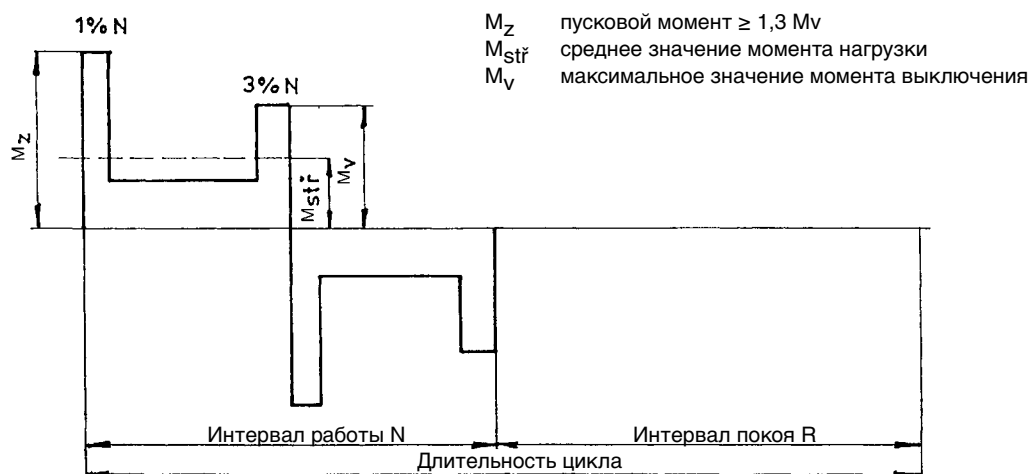 1% N
3% N
M_Z пусковой момент ≥ 1,3 Mv
M_stř среднее значение момента нагрузки
M_V максимальное значение момента выключения
M_Z
M_stř
M_V
Интервал работы N
Интервал покоя R
Длительность цикла